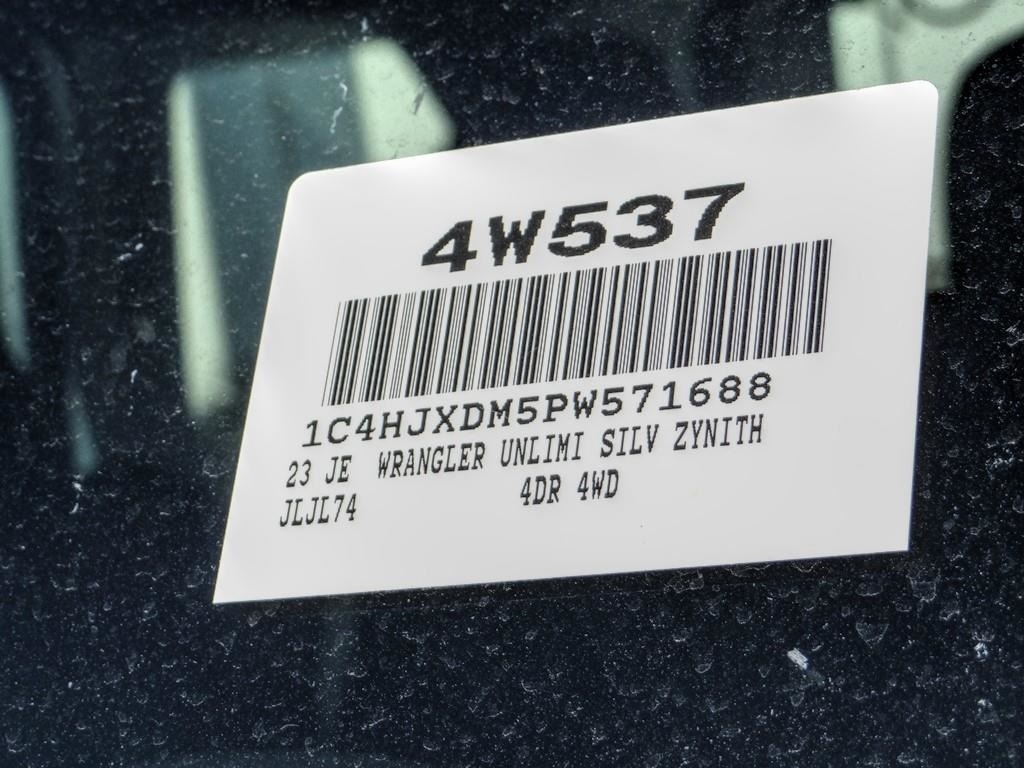 4W537
1C4HJXDM5PW571688
23 JE WRANGLER UNLIMI SILV ZYNITH
JLJL74 4DR 4WD